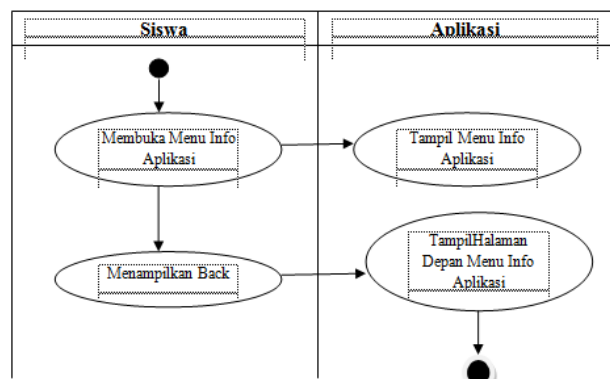 Siswa
Aplikasi
Membuka Menu Info
Aplikasi
Tampil Menu Info
Aplikasi
Menampilkan Back
TampilHalaman
Depan Menu Info
Aplikasi